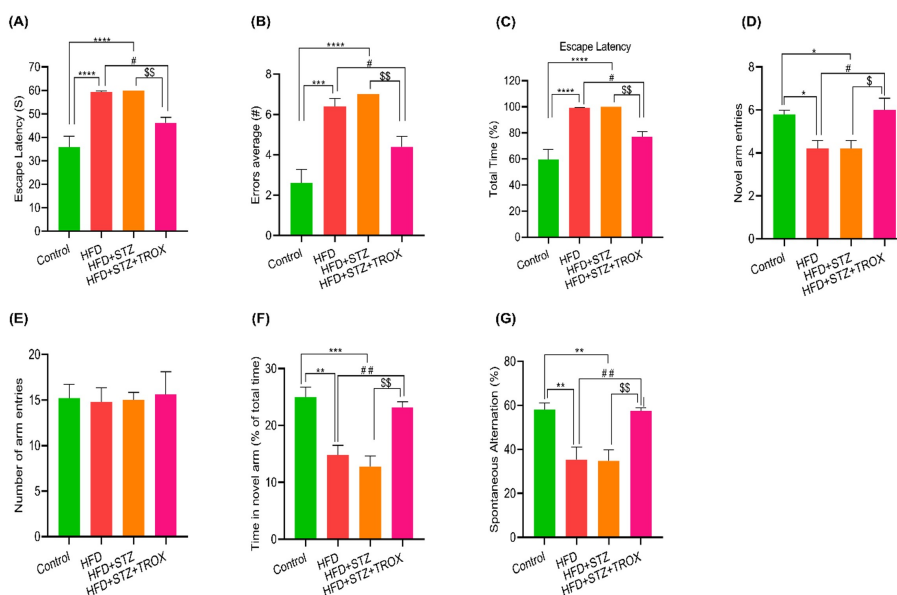 (A)
****
****
#
$$
Escape Latency (S)
70
60
50
40
30
20
10
0
Control
HFD
HFD+STZ
HFD+STZ+TROX
(B)
****
***
#
$$
Errors average (#)
8
6
4
2
0
Control
HFD
HFD+STZ
HFD+STZ+TROX
(C)
Escape Latency
****
****
#
$$
Total Time (%)
120
100
80
60
40
20
0
Control
HFD
HFD+STZ
HFD+STZ+TROX
(D)
*
*
#
$
Novel arm entries
8
6
4
2
0
Control
HFD
HFD+STZ
HFD+STZ+TROX
(E)
Number of arm entries
20
15
10
5
0
Control
HFD
HFD+STZ
HFD+STZ+TROX
(F)
***
**
##
$$
Time in novel arm (% of total time)
30
20
10
0
Control
HFD
HFD+STZ
HFD+STZ+TROX
(G)
**
**
##
$$
Spontaneous Alternation (%)
80
60
40
20
0
Control
HFD
HFD+STZ
HFD+STZ+TROX